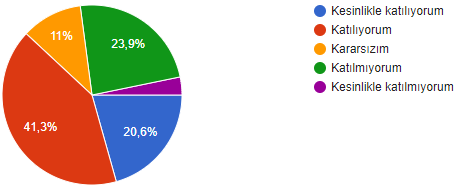 Kesinlikle katılıyorum
Katılıyorum
Kararsızım
Katılmıyorum
Kesinlikle katılmıyorum
11%
23,9%
41,3%
20,6%